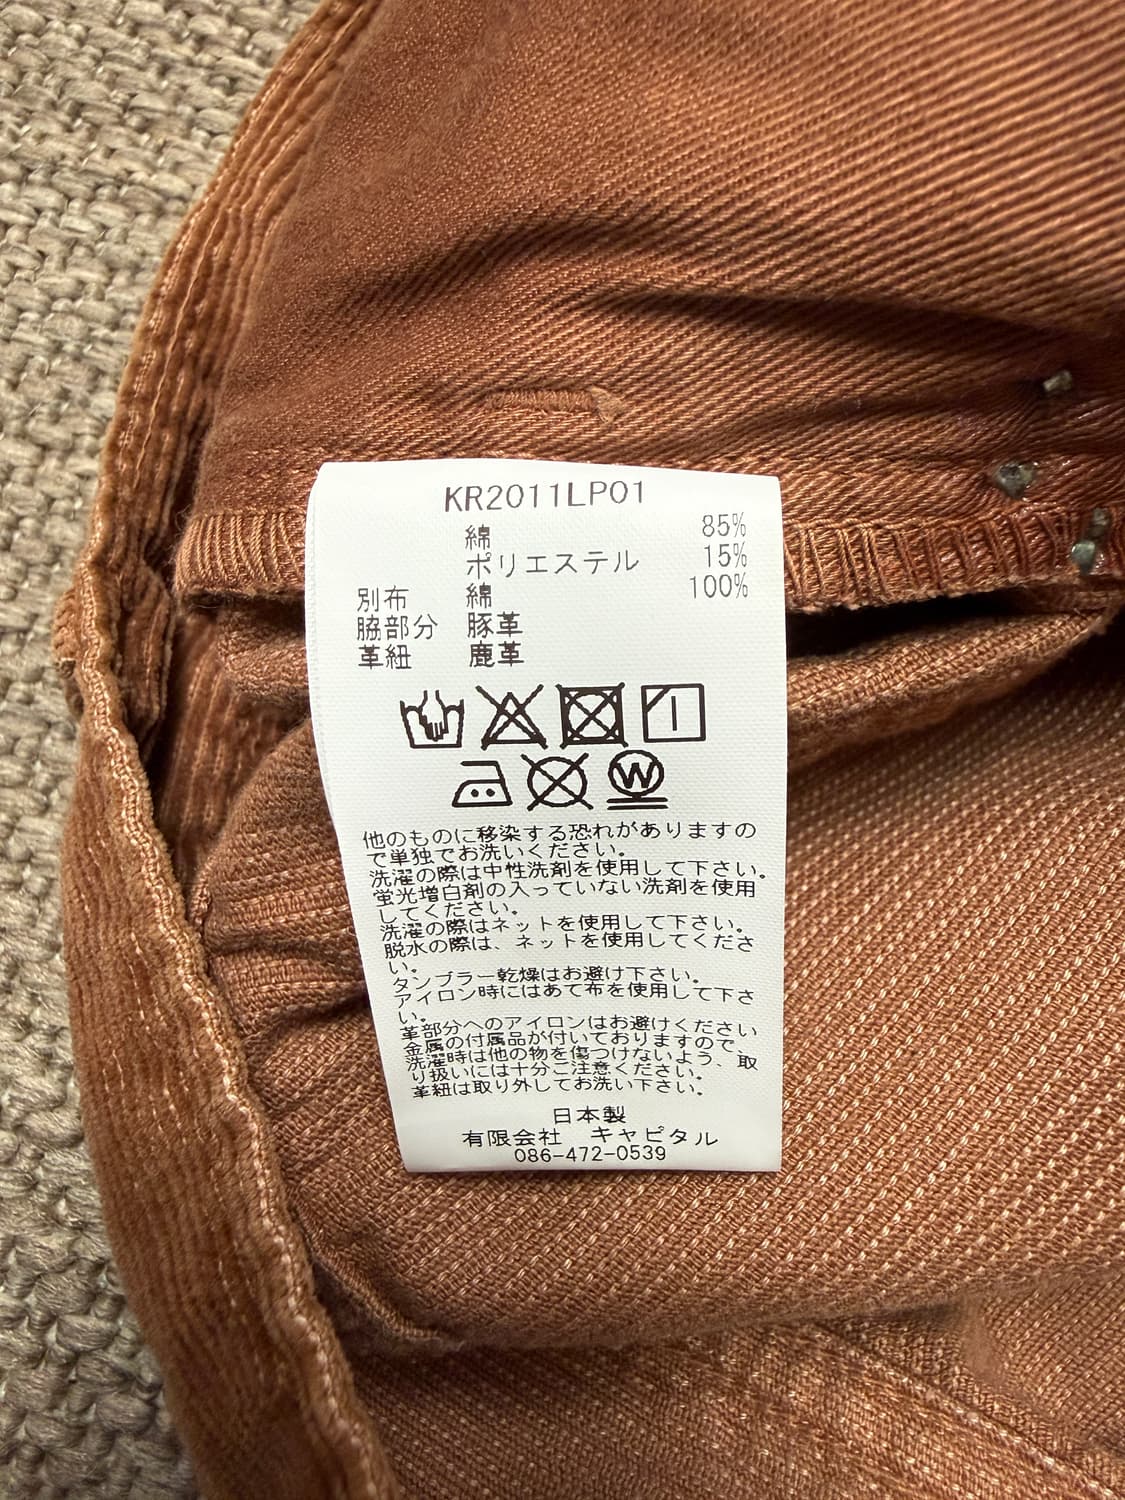 KR2011LP01
綿 85%
ポリエステル 15%
別布 綿 100%
脇部分 豚革
革紐 鹿革
W
他のものに移染する恐れがありますの
で単独でお洗いください。
洗濯の際は中性洗剤を使用して下さい。
蛍光増白剤の入っていない洗剤を使用
してください。
洗濯の際はネットを使用して下さい。
脱水の際は、ネットを使用してくださ
い。
タンブラー乾燥はお避け下さい。
アイロン時にはあて布を使用して下さ
い。
革部分へのアイロンはお避けください
金属の付属品が付いておりますので、
洗濯時は他の物を傷つけないよう、取
り扱いには十分ご注意ください。
革紐は取り外してお洗い下さい。
日本製
有限会社 キャピタル
086-472-0539